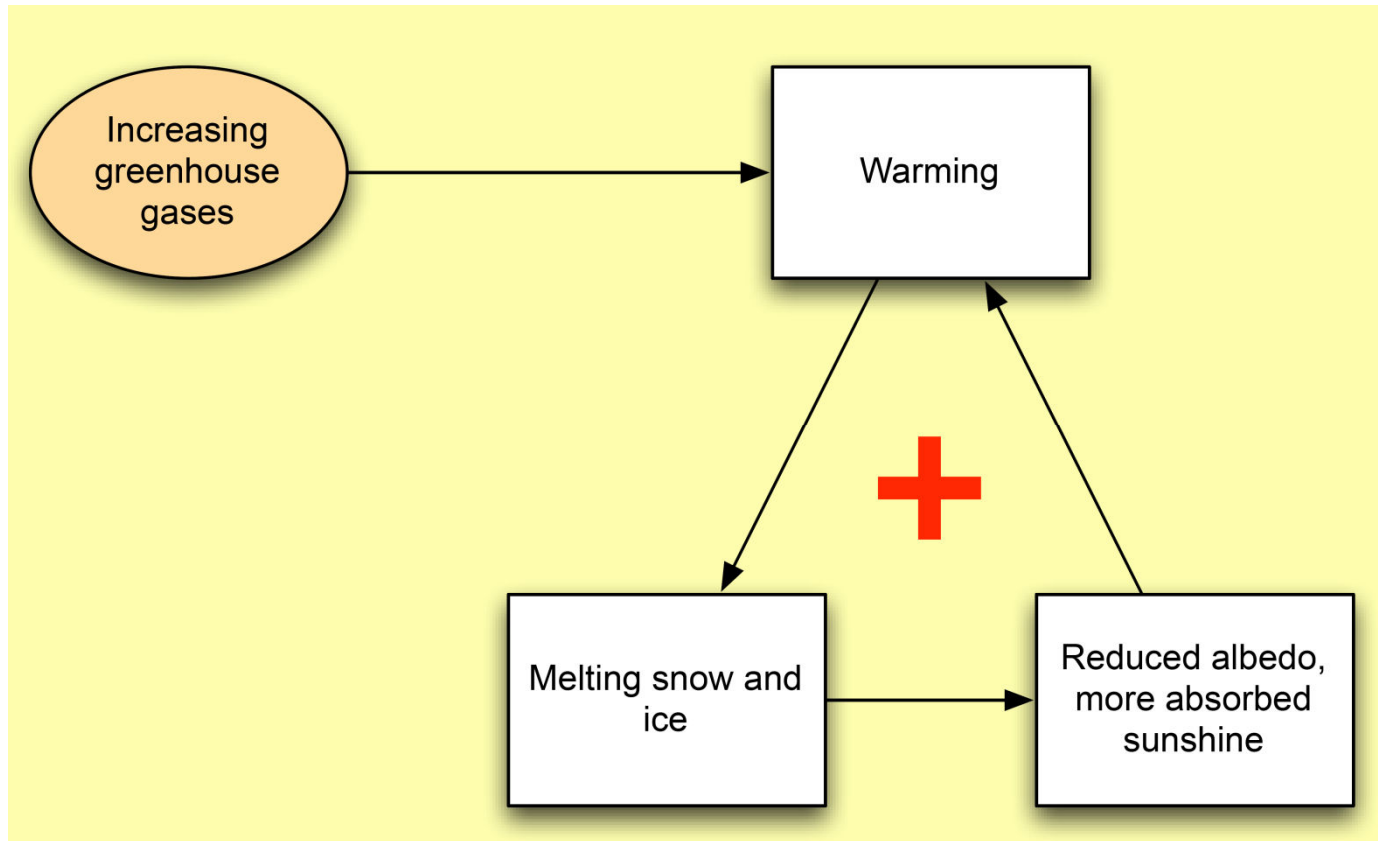 Increasing
greenhouse
gases
Warming
Melting snow and
ice
Reduced albedo,
more absorbed
sunshine